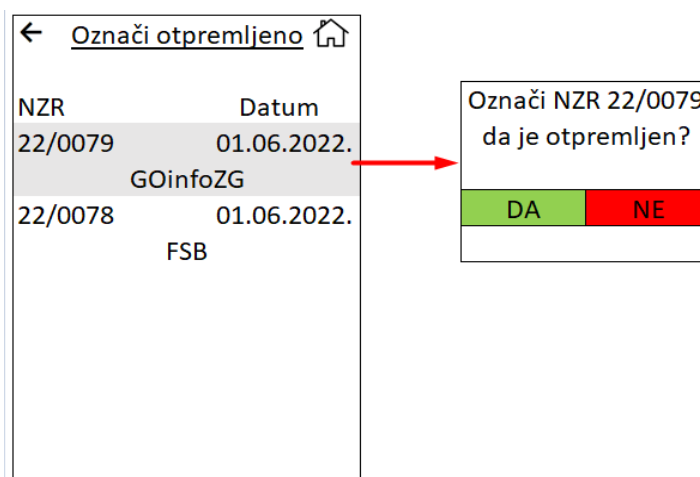 Označi otpremljeno
NZR Datum
22/0079 01.06.2022.
GOinfoZG
22/0078 01.06.2022.
FSB
Označi NZR 22/0079
da je otpremljen?
DA NE